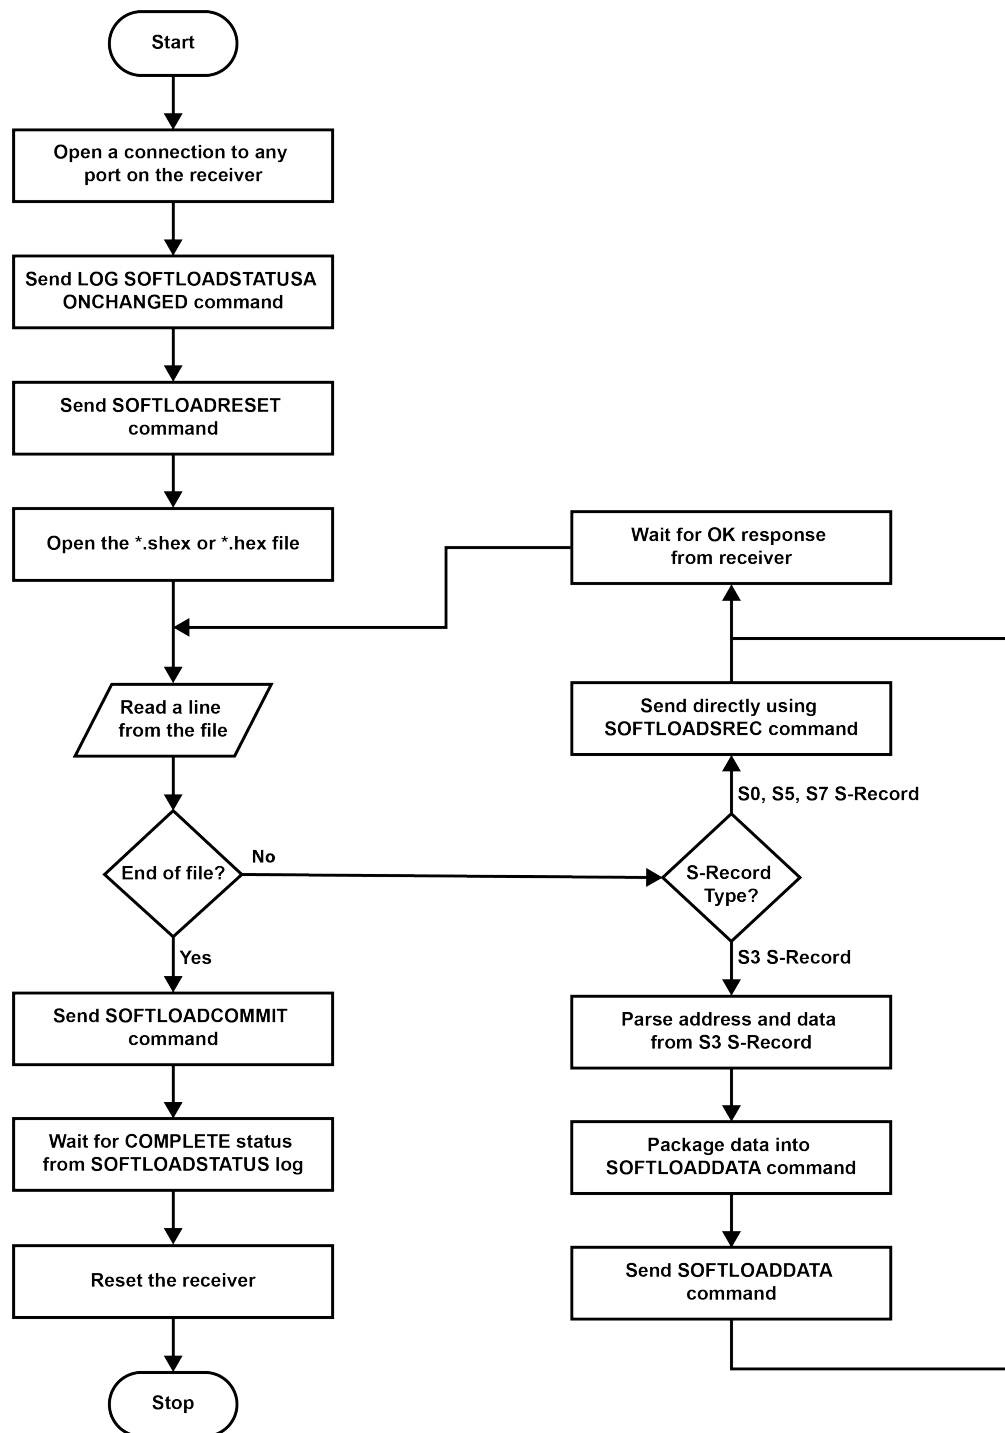 Start
Open a connection to any
port on the receiver
Send LOG SOFTLOADSTATUSA
ONCHANGED command
Send SOFTLOADRESET
command
Open the *.shex or *.hex file
Read a line
from the file
End of file?
No
Yes
Send SOFTLOADCOMMIT
command
Wait for COMPLETE status
from SOFTLOADSTATUS log
Reset the receiver
Stop
Wait for OK response
from receiver
Send directly using
SOFTLOADSREC command
S0, S5, S7 S-Record
S-Record
Type?
S3 S-Record
Parse address and data
from S3 S-Record
Package data into
SOFTLOADDATA command
Send SOFTLOADDATA
command